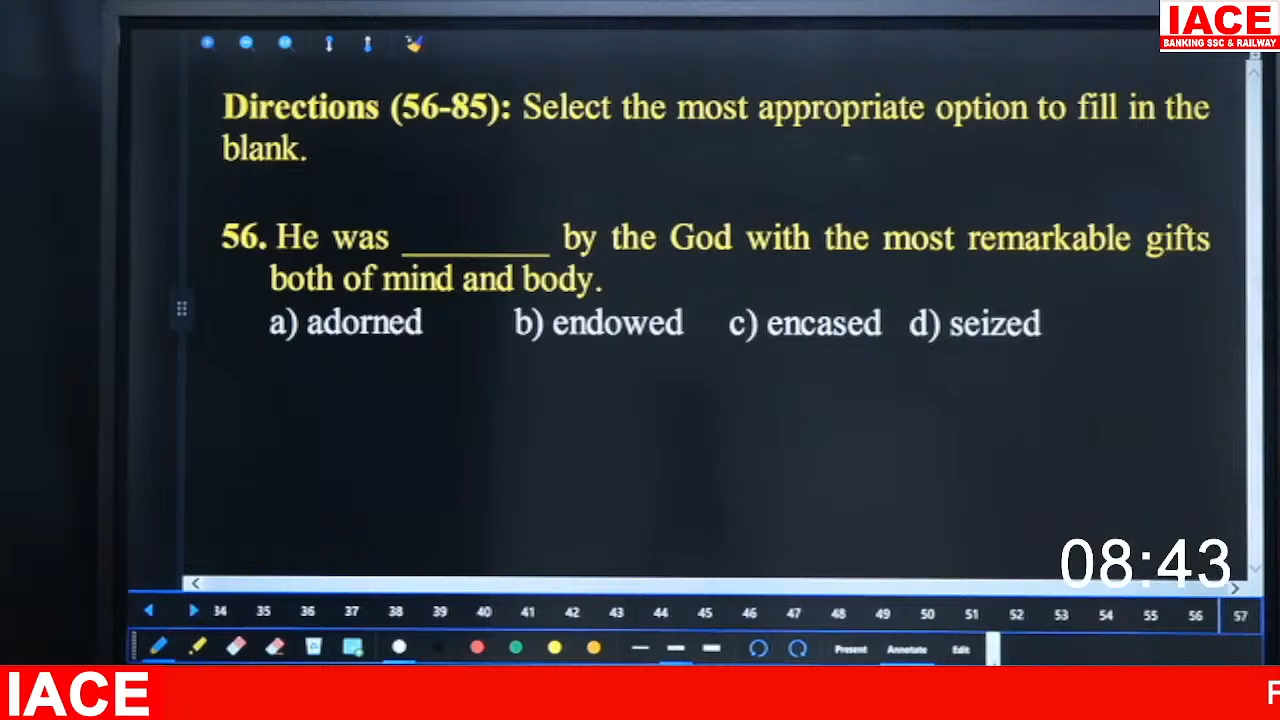 IACE
BANKING SSC & RAILWAY
Directions (56-85): Select the most appropriate option to fill in the
blank.
56. He was ________ by the God with the most remarkable gifts
both of mind and body.
a) adorned b) endowed c) encased d) seized
08:43
34 35 36 37 38 39 40 41 42 43 44 45 46 47 48 49 50 51 52 53 54 55 56 57
Present Annotate Edit
IACE